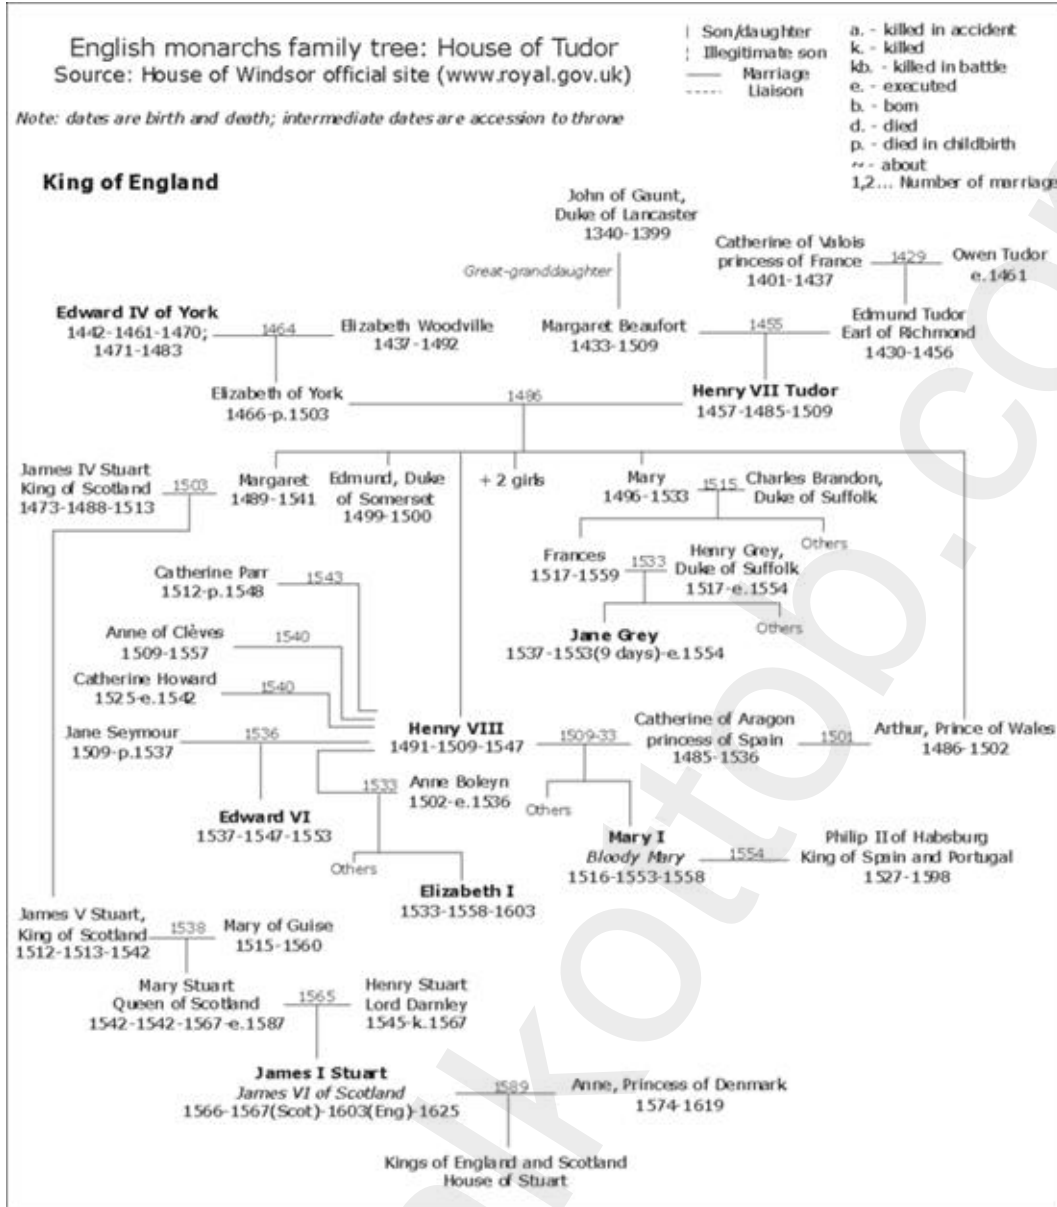 English monarchs family tree: House of Tudor
Source: House of Windsor official site (www.royal.gov.uk)
Note: dates are birth and death; intermediate dates are accession to throne
Son/daughter
Illegitimate son
Marriage
Liaison
a. - killed in accident
k. - killed
kb. - killed in battle
e. - executed
b. - born
d. - died
p. - died in childbirth
~ - about
1,2... Number of marriage
King of England
John of Gaunt,
Duke of Lancaster
1340-1399
Great-granddaughter
Catherine of Valois
princess of France
1401-1437
1429
Owen Tudor
e.1461
Edward IV of York
1442-1461-1470;
1471-1483
1464
Elizabeth Woodville
1437-1492
Margaret Beaufort
1433-1509
1455
Edmund Tudor
Earl of Richmond
1430-1456
Elizabeth of York
1466-p.1503
1486
Henry VII Tudor
1457-1485-1509
James IV Stuart
King of Scotland
1473-1488-1513
1503
Margaret
1489-1541
Edmund, Duke
of Somerset
1499-1500
+ 2 girls
Mary
1496-1533
1515
Charles Brandon,
Duke of Suffolk
Others
Frances
1517-1559
1533
Henry Grey,
Duke of Suffolk
1517-e.1554
Others
Jane Grey
1537-1553(9 days)-e.1554
Catherine Parr
1512-p.1548
1543
Anne of Clèves
1509-1557
1540
Catherine Howard
1525-e.1542
1540
Jane Seymour
1509-p.1537
1536
Henry VIII
1491-1509-1547
1509-33
Catherine of Aragon
princess of Spain
1485-1536
1501
Arthur, Prince of Wales
1486-1502
1533
Anne Boleyn
1502-e.1536
Others
Edward VI
1537-1547-1553
Others
Elizabeth I
1533-1558-1603
Mary I
Bloody Mary
1516-1553-1558
1554
Philip II of Habsburg
King of Spain and Portugal
1527-1598
James V Stuart,
King of Scotland
1512-1513-1542
1538
Mary of Guise
1515-1560
Mary Stuart
Queen of Scotland
1542-1542-1567-e.1587
1565
Henry Stuart
Lord Darnley
1545-k.1567
James I Stuart
James VI of Scotland
1566-1567(Scot)-1603(Eng)-1625
1589
Anne, Princess of Denmark
1574-1619
Kings of England and Scotland
House of Stuart